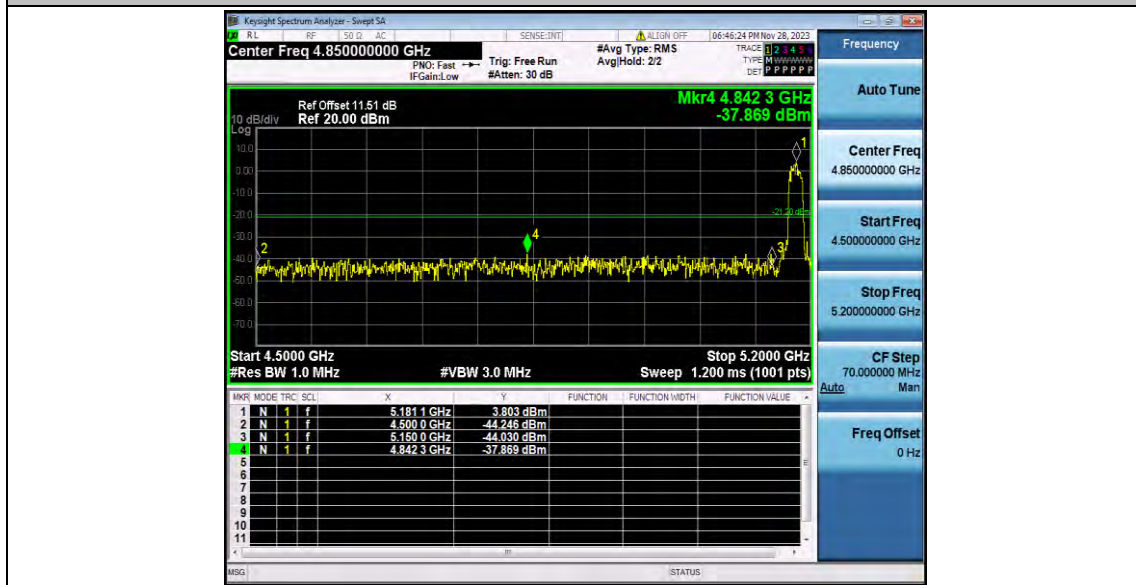 Keysight Spectrum Analyzer - Swept SA
RL RF 50 Ω AC SENSE:INT ALIGN OFF 06:46:24 PM Nov 28, 2023
Center Freq 4.850000000 GHz
PNO: Fast
IFGain:Low
Trig: Free Run
#Atten: 30 dB
#Avg Type: RMS
Avg|Hold: 2/2
TRACE 1 2 3 4 5 6
TYPE M W W W W W
DET P P P P P P
Ref Offset 11.51 dB
Ref 20.00 dBm
10 dB/div
Log
Mkr4 4.842 3 GHz
-37.869 dBm
10.0
0.00
-10.0
-20.0
-30.0
-40.0
-50.0
-60.0
-70.0
1
2
3
4
-21.20 dBm
Start 4.5000 GHz Stop 5.2000 GHz
#Res BW 1.0 MHz #VBW 3.0 MHz Sweep 1.200 ms (1001 pts)
MKR MODE TRC SCL X Y FUNCTION FUNCTION WIDTH FUNCTION VALUE
1 N 1 f 5.181 1 GHz 3.803 dBm
2 N 1 f 4.500 0 GHz -44.246 dBm
3 N 1 f 5.150 0 GHz -44.030 dBm
4 N 1 f 4.842 3 GHz -37.869 dBm
5
6
7
8
9
10
11
MSG STATUS
Frequency
Auto Tune
Center Freq
4.850000000 GHz
Start Freq
4.500000000 GHz
Stop Freq
5.200000000 GHz
CF Step
70.000000 MHz
Auto Man
Freq Offset
0 Hz